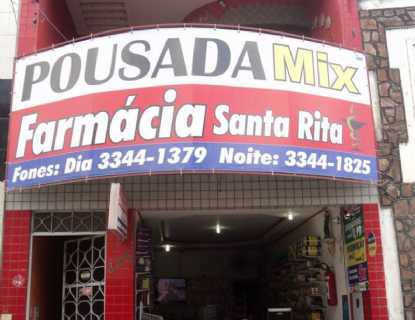 POUSADA Mix
Farmácia Santa Rita
Fones: Dia 3344-1379 Noite: 3344-1825